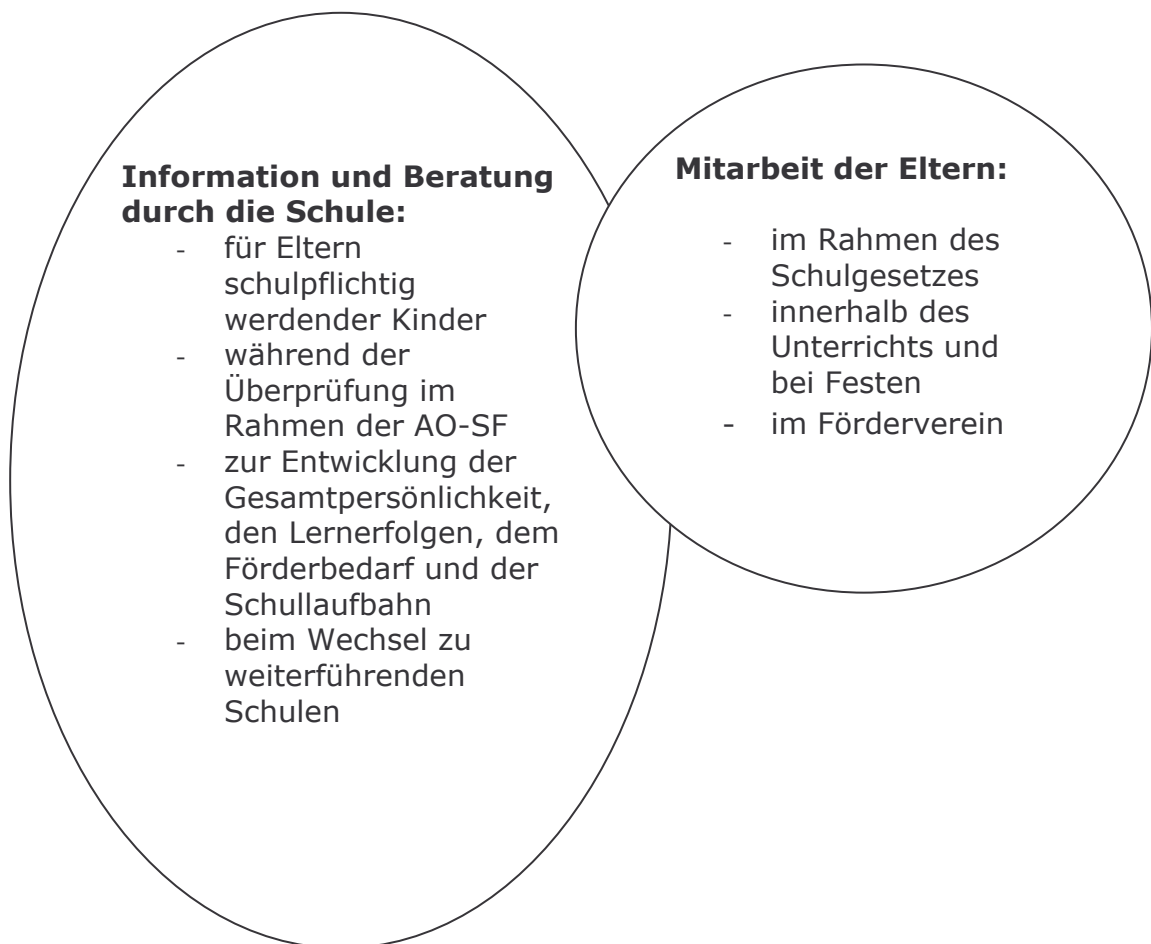 Information und Beratung
durch die Schule:
- für Eltern
schulpflichtig
werdender Kinder
- während der
Überprüfung im
Rahmen der AO-SF
- zur Entwicklung der
Gesamtpersönlichkeit,
den Lernerfolgen, dem
Förderbedarf und der
Schullaufbahn
- beim Wechsel zu
weiterführenden
Schulen
Mitarbeit der Eltern:
- im Rahmen des
Schulgesetzes
- innerhalb des
Unterrichts und
bei Festen
- im Förderverein